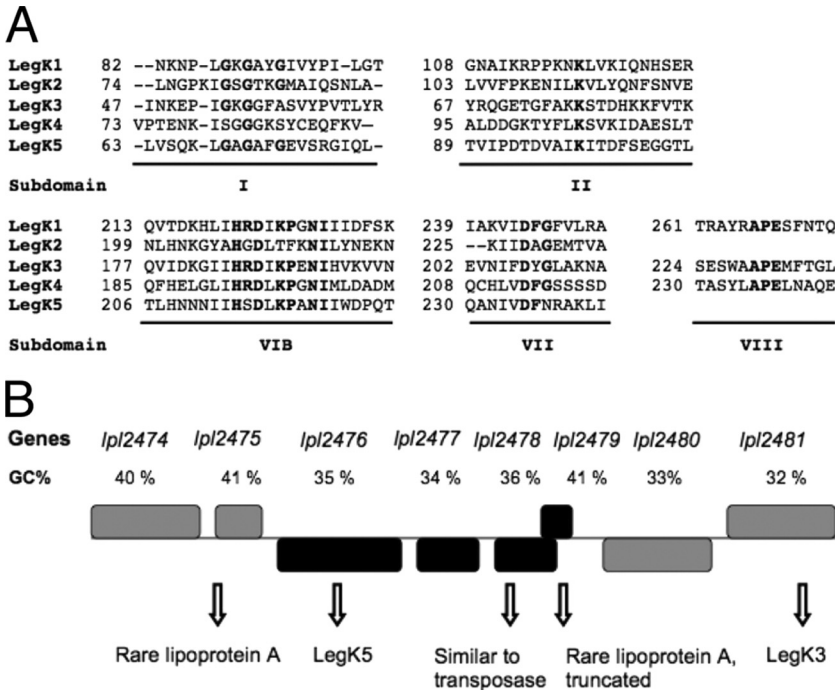 A
LegK1 82 --NKNP-LGKGAYGIVYPI-LGT 108 GNAIKRPPKNKLVKIQNHSER
LegK2 74 --LNGPKIGSGTKGMAIQSNLA- 103 LVVFPKENILKVLYQNFSNVE
LegK3 47 -INKEP-IGKGGFASVYPVTLYR 67 YRQGETGFAKKSTDHKKFVTK
LegK4 73 VPTENK-ISGGGKSYCEQFKV— 95 ALDDGKTYFLKSVKIDAESLT
LegK5 63 -LVSQK-LGAGAFGEVSRGIQL- 89 TVIPDTDVAIKITDFSEGGTL
Subdomain I II
LegK1 213 QVTDKHLIHRDIKPGNIIIDFSK 239 IAKVIDFGFVLRA 261 TRAYRAPESFNTQ
LegK2 199 NLHNKGYAHGDLTFKNILYNEKN 225 --KIIDAGEMTVA
LegK3 177 VQIDKGIIHRDIKPENIHVKVVN 202 EVNIFDYGLAKNA 224 SESWAAPEMFTGL
LegK4 185 QFHELGLIHRDIKPGNIMLDADM 208 QCHLVDFGSSSSD 230 TASYLAPELNAQE
LegK5 206 TLHNNNIIHSDLKPANIIWDPQT 230 QANIVDFNRAKLI
Subdomain VIB VII VIII
B
Genes lpl2474 lpl2475 lpl2476 lpl2477 lpl2478 lpl2479 lpl2480 lpl2481
GC% 40 % 41 % 35 % 34 % 36 % 41 % 33% 32 %
Rare lipoprotein A LegK5 Similar to Rare lipoprotein A, LegK3
transposase truncated